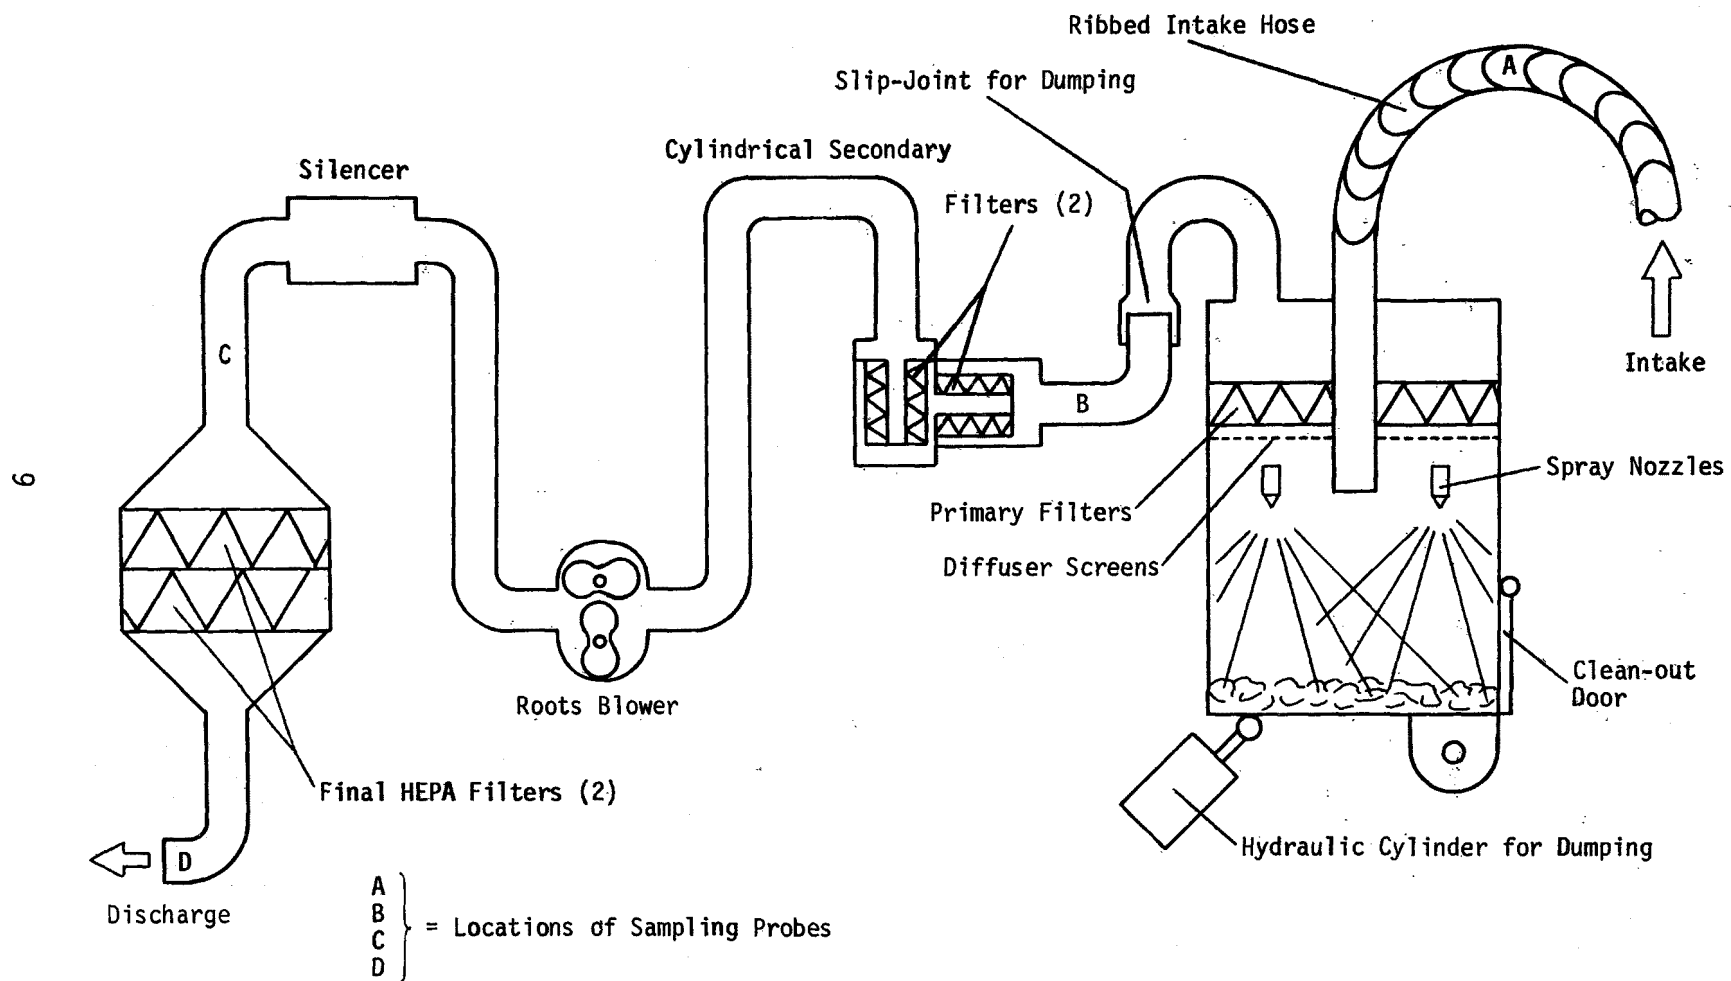 Ribbed Intake Hose
A
Slip-Joint for Dumping
Cylindrical Secondary
Filters (2)
Silencer
C
B
Intake
Spray Nozzles
Primary Filters
Diffuser Screens
Clean-out
Door
Roots Blower
Final HEPA Filters (2)
Hydraulic Cylinder for Dumping
D
Discharge
A
B
C
D
= Locations of Sampling Probes
9